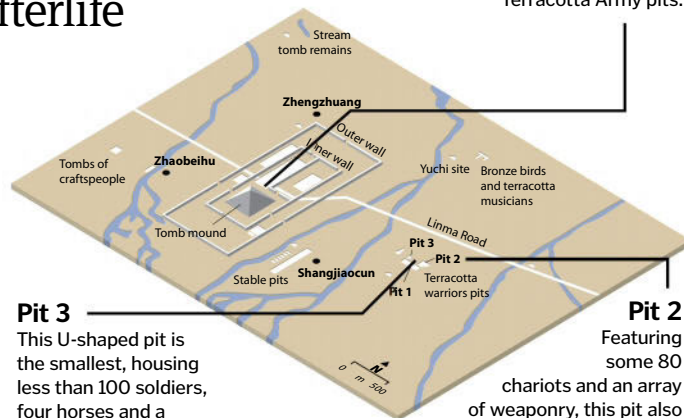 fterlife
Terracotta Army pits.
Stream
tomb remains
Zhengzhuang
Outer wall
Inner wall
Tombs of
craftspeople
Zhaobeihu
Yuchi site
Bronze birds
and terracotta
musicians
Tomb mound
Linma Road
Pit 3
Pit 2
Stable pits
Shangjiaocun
Pit 1
Terracotta
warriors pits
Pit 3
This U-shaped pit is
the smallest, housing
less than 100 soldiers,
four horses and a
N
0 m 500
Pit 2
Featuring
some 80
chariots and an array
of weaponry, this pit also